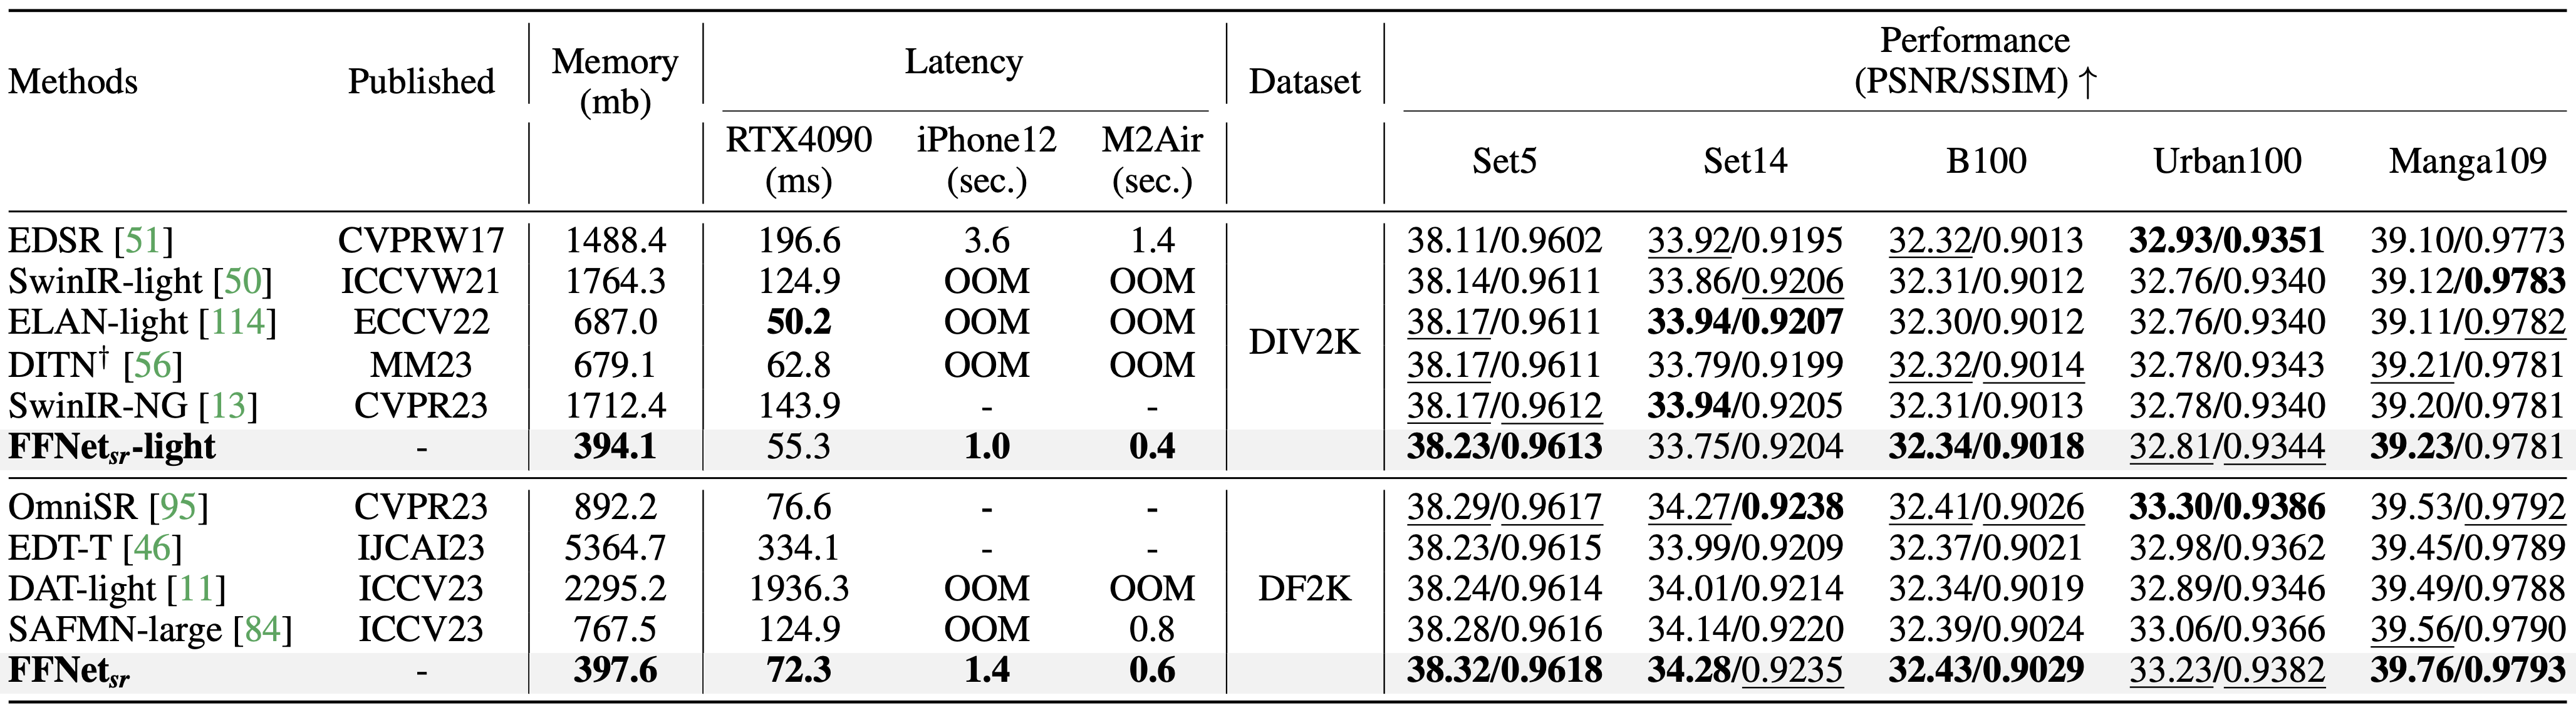 Methods Published Memory (mb) Latency Dataset Performance (PSNR/SSIM) ↑
RTX4090 (ms) iPhone12 (sec.) M2Air (sec.) Set5 Set14 B100 Urban100 Manga109
EDSR [51] CVPRW17 1488.4 196.6 3.6 1.4 38.11/0.9602 33.92/0.9195 32.32/0.9013 32.93/0.9351 39.10/0.9773
SwinIR-light [50] ICCVW21 1764.3 124.9 OOM OOM 38.14/0.9611 33.86/0.9206 32.31/0.9012 32.76/0.9340 39.12/0.9783
ELAN-light [114] ECCV22 687.0 50.2 OOM OOM DIV2K 38.17/0.9611 33.94/0.9207 32.30/0.9012 32.76/0.9340 39.11/0.9782
DITN† [56] MM23 679.1 62.8 OOM OOM 38.17/0.9611 33.79/0.9199 32.32/0.9014 32.78/0.9343 39.21/0.9781
SwinIR-NG [13] CVPR23 1712.4 143.9 - - 38.17/0.9612 33.94/0.9205 32.31/0.9013 32.78/0.9340 39.20/0.9781
FFNetsr-light - 394.1 55.3 1.0 0.4 38.23/0.9613 33.75/0.9204 32.34/0.9018 32.81/0.9344 39.23/0.9781
OmniSR [95] CVPR23 892.2 76.6 - - 38.29/0.9617 34.27/0.9238 32.41/0.9026 33.30/0.9386 39.53/0.9792
EDT-T [46] IJCAI23 5364.7 334.1 - - 38.23/0.9615 33.99/0.9209 32.37/0.9021 32.98/0.9362 39.45/0.9789
DAT-light [11] ICCV23 2295.2 1936.3 OOM OOM DF2K 38.24/0.9614 34.01/0.9214 32.34/0.9019 32.89/0.9346 39.49/0.9788
SAFMN-large [84] ICCV23 767.5 124.9 OOM 0.8 38.28/0.9616 34.14/0.9220 32.39/0.9024 33.06/0.9366 39.56/0.9790
FFNetsr - 397.6 72.3 1.4 0.6 38.32/0.9618 34.28/0.9235 32.43/0.9029 33.23/0.9382 39.76/0.9793